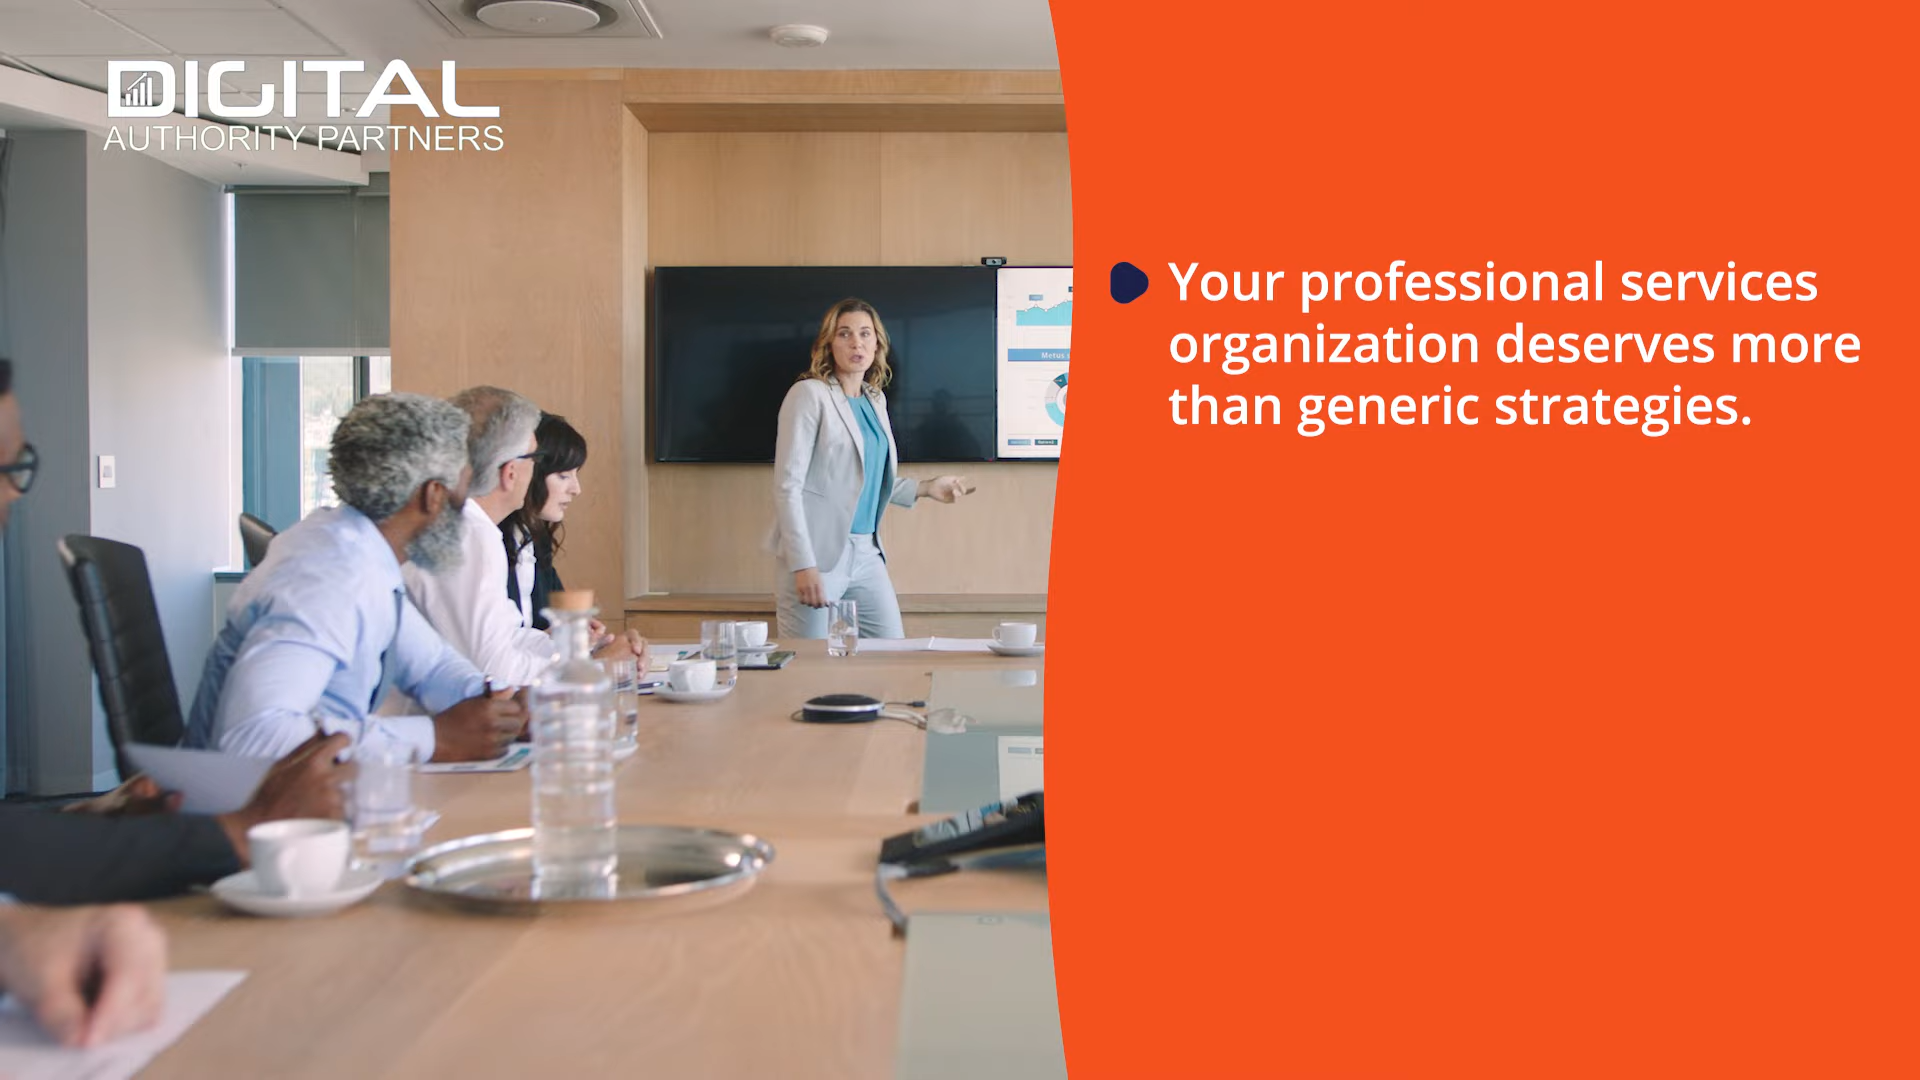 DIGITAL
AUTHORITY PARTNERS
Your professional services
organization deserves more
than generic strategies.